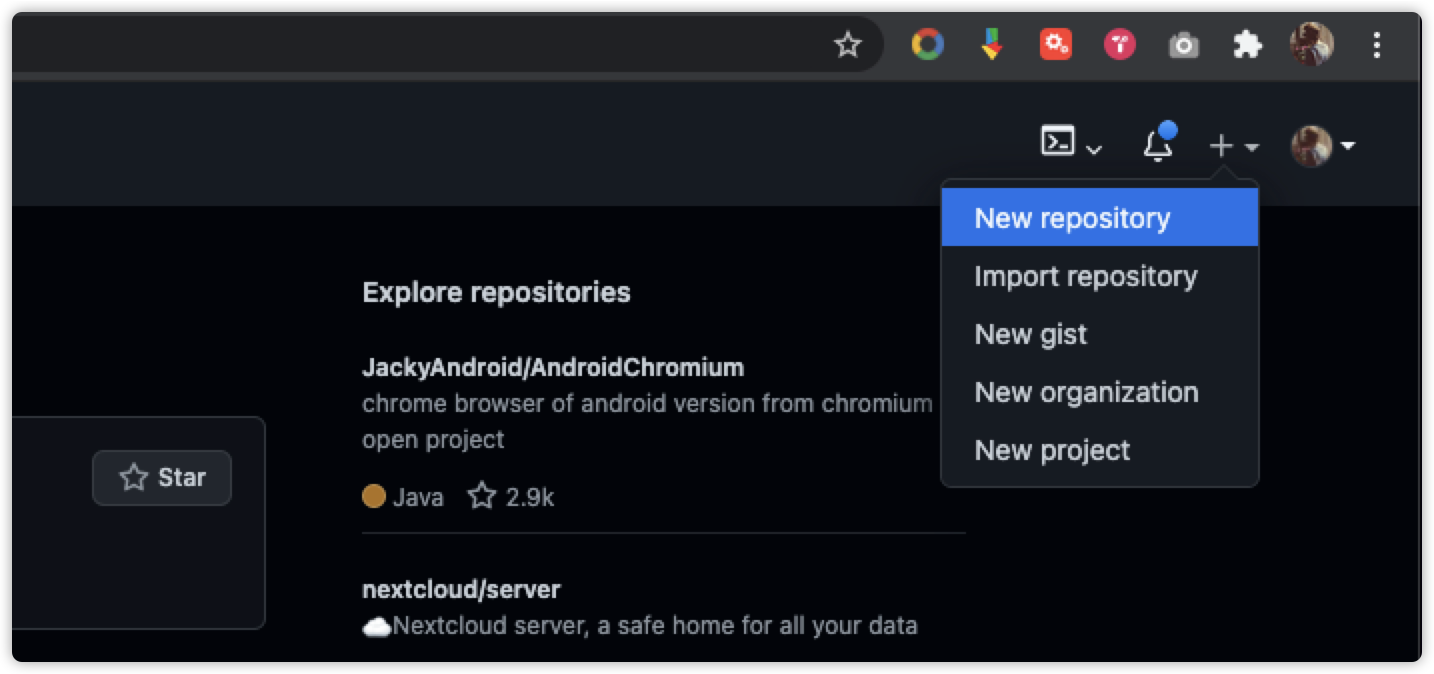 New repository
Import repository
New gist
New organization
New project
Explore repositories
JackyAndroid/AndroidChromium
chrome browser of android version from chromium
open project
Java 2.9k
Star
nextcloud/server
Nextcloud server, a safe home for all your data